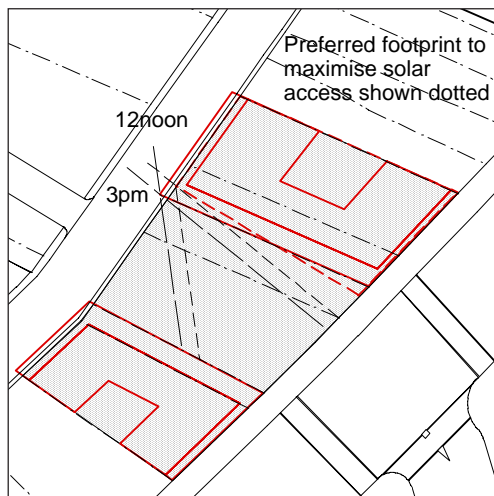 Preferred footprint to
maximise solar
access shown dotted
12noon
3pm